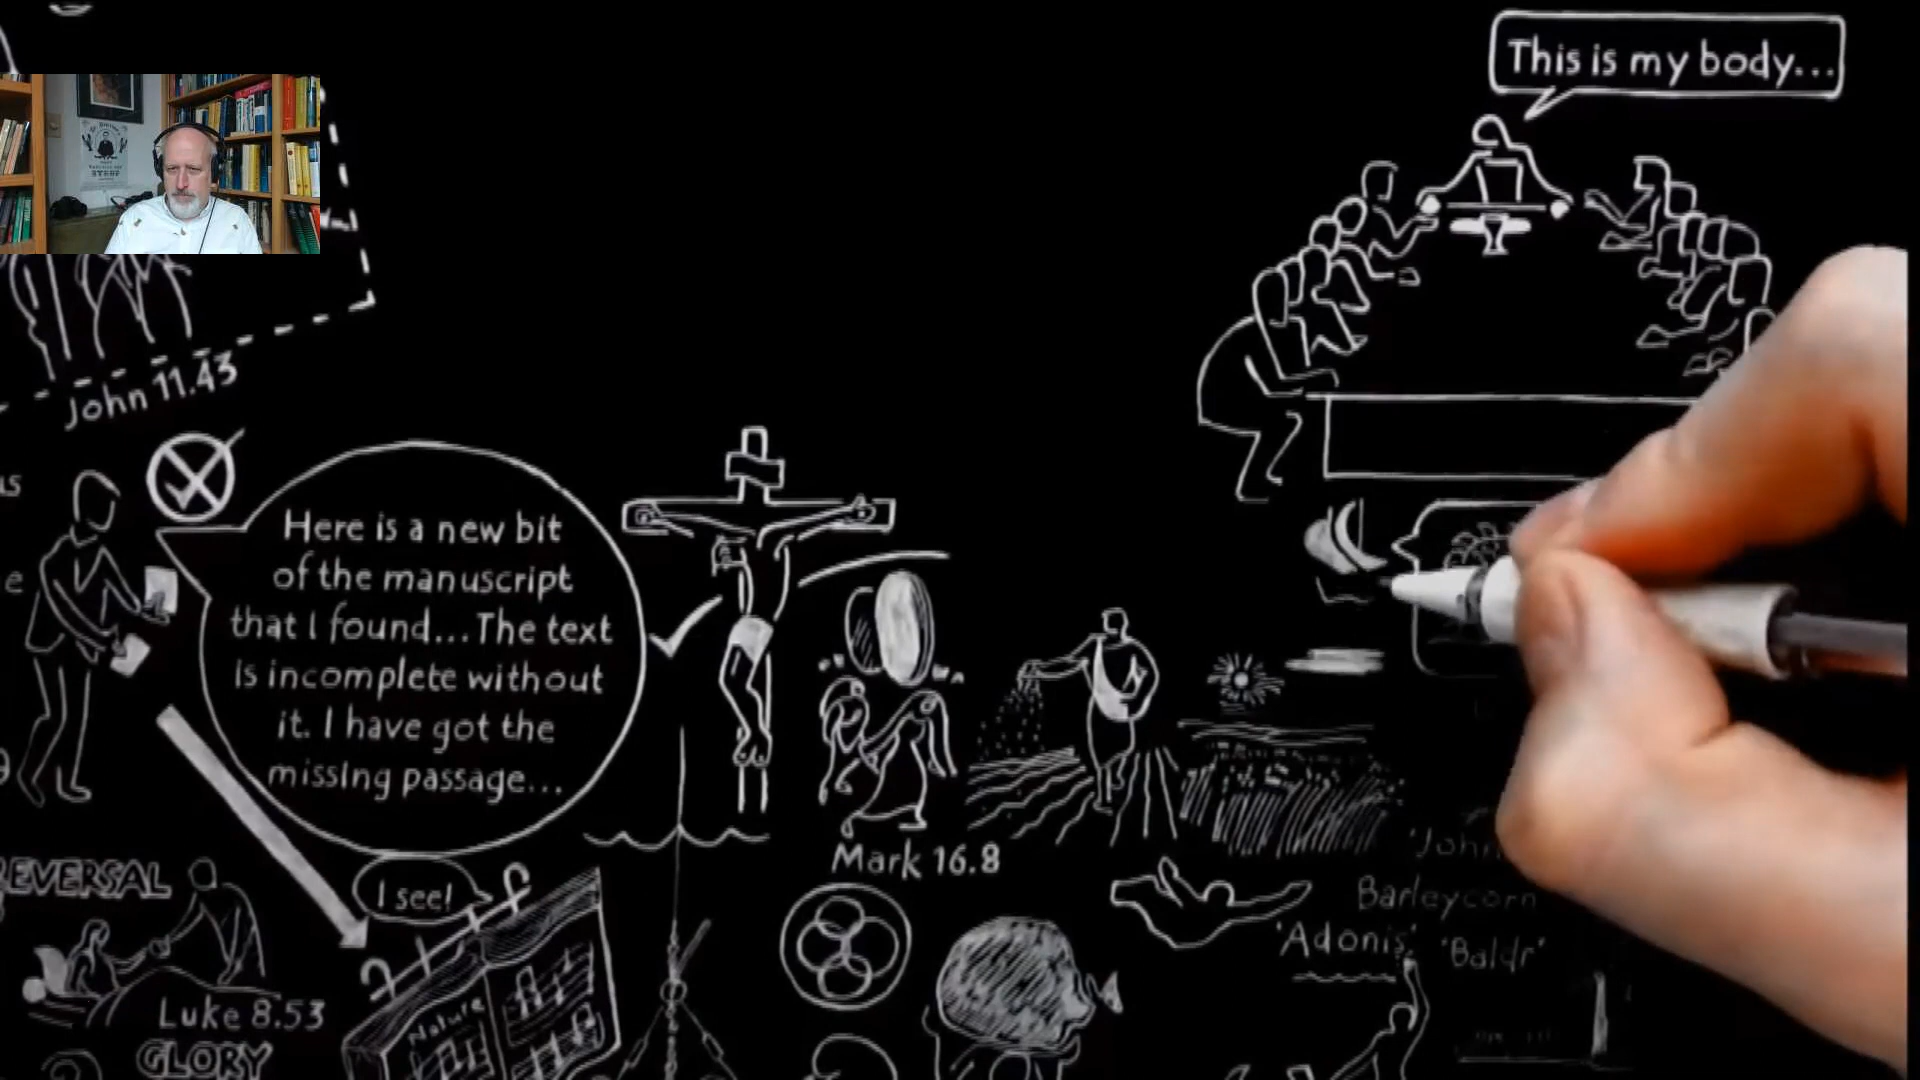 This is my body...
John 11.43
Here is a new bit
of the manuscript
that I found...The text
is incomplete without
it. I have got the
missing passage...
Mark 16.8
EVERSAL
I see!
Barleycorn
'Adonis' 'Baldr'
Luke 8.53
Nature
GLORY